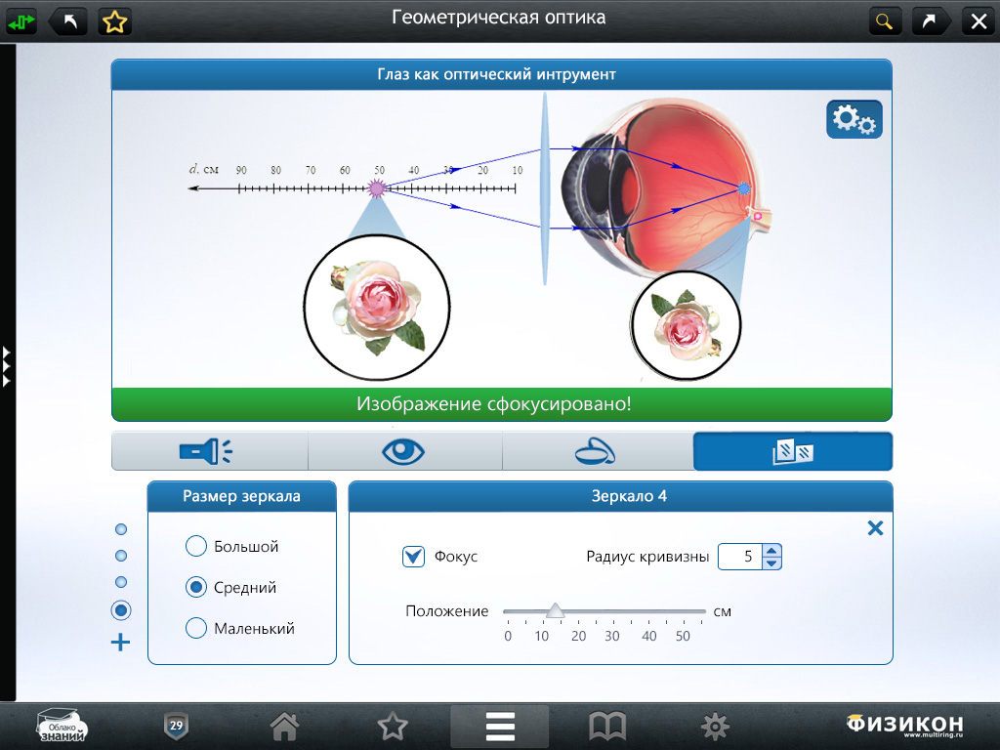 Геометрическая оптика
Глаз как оптический интрумент
d, см 90 80 70 60 50 40 30 20 10
Изображение сфокусировано!
Размер зеркала
Большой
Средний
Маленький
Зеркало 4
Фокус
Радиус кривизны 5
Положение см
0 10 20 30 40 50
Облако
ЗНАНИЙ
29
ФИЗИКОН
www.multiring.ru